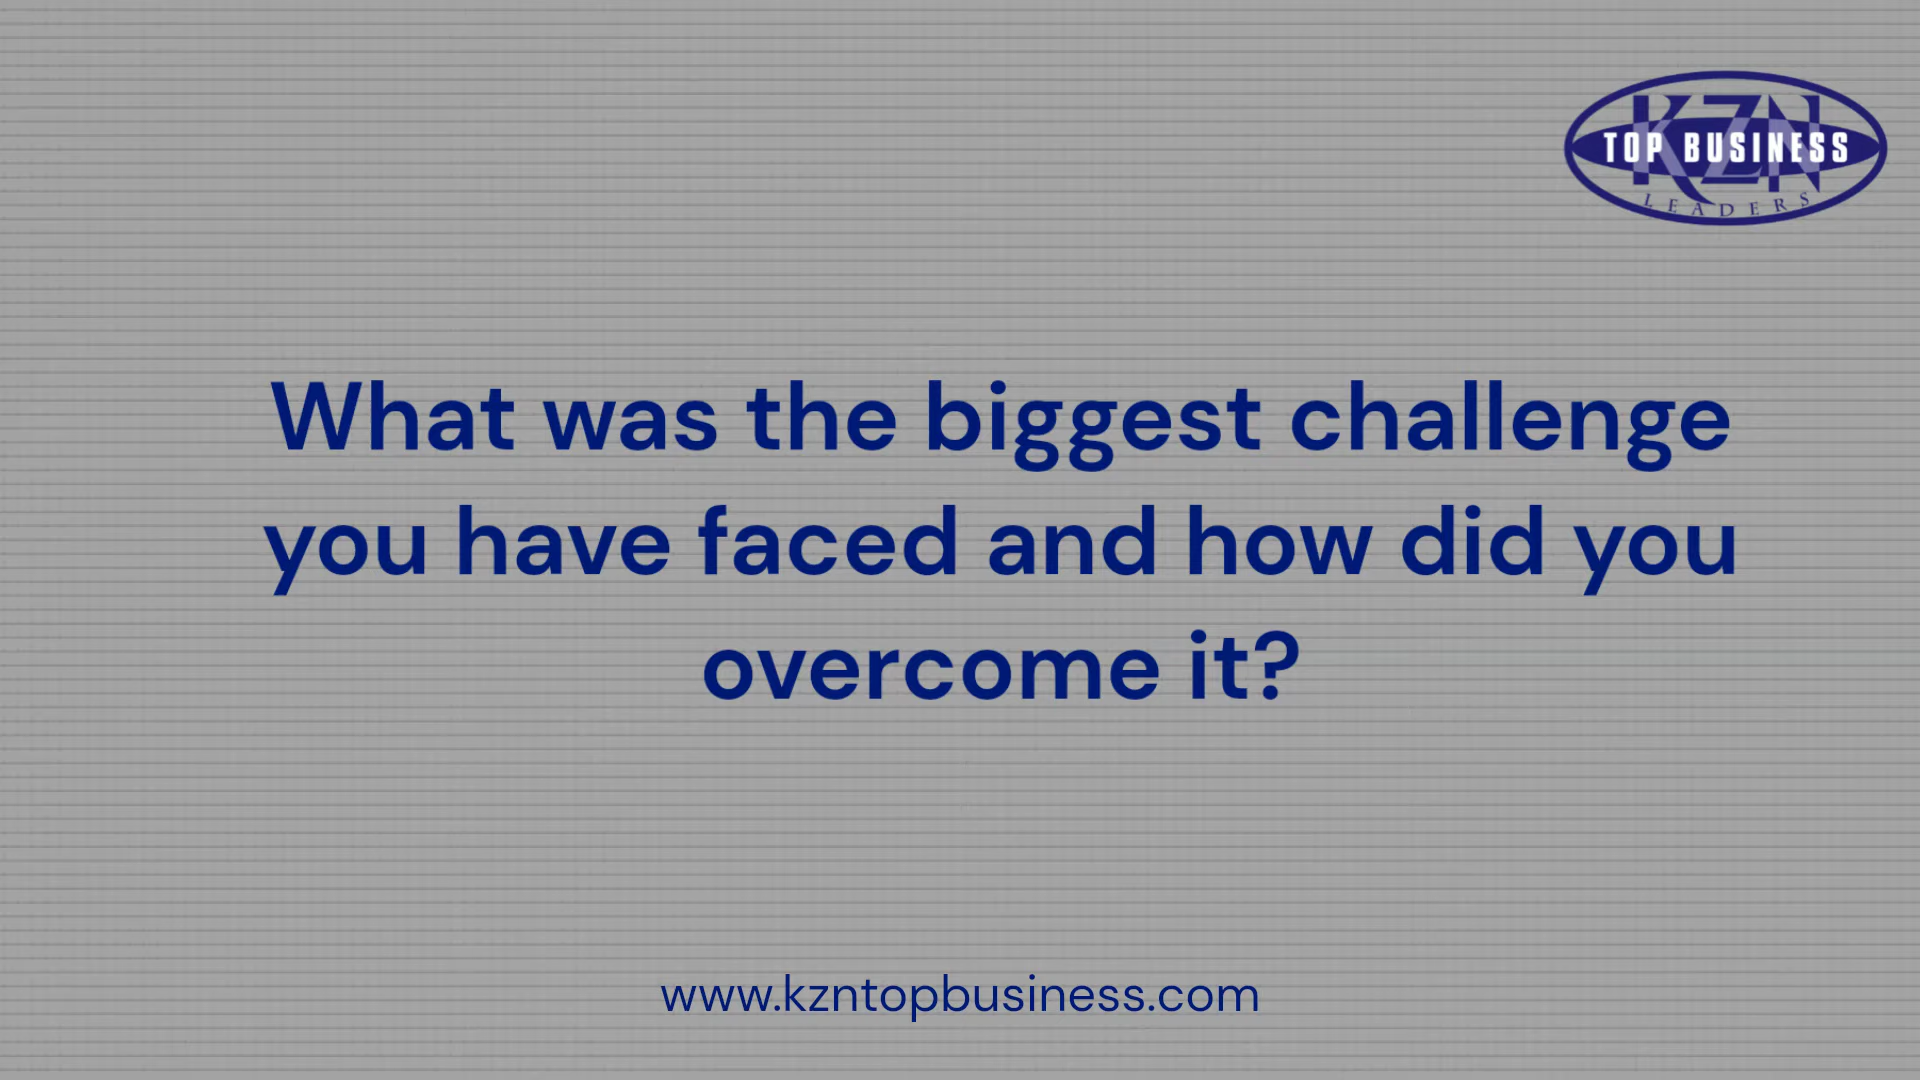 KZN
TOP BUSINESS
LEADERS
What was the biggest challenge
you have faced and how did you
overcome it?
www.kzntopbusiness.com